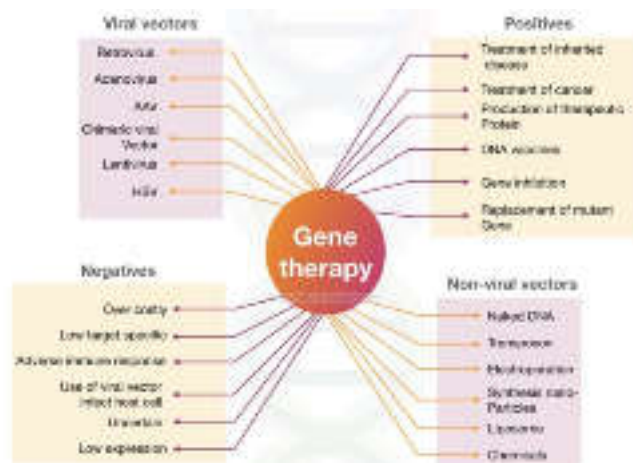 Viral vectors
Retrovirus
Adenovirus
AAV
Chimeric viral
Vector
Lentivirus
HSV
Positives
Treatment of inherited
disease
Treatment of cancer
Production of therapeutic
Protein
DNA vaccines
Gene inhibition
Replacement of mutant
Gene
Gene
therapy
Negatives
Over costly
Low target specific
Adverse immune response
Use of viral vector
infect host cell
Uncertain
Low expression
Non-viral vectors
Naked DNA
Transposon
Electroporation
Synthesis nano-
Particles
Liposome
Chemicals